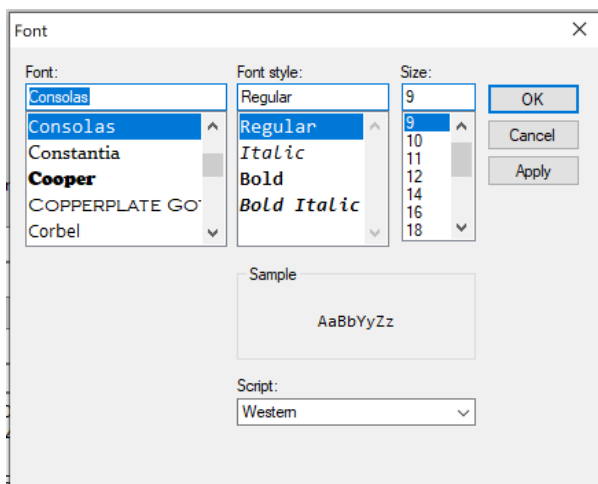 Font
Font:
Font style:
Size:
Consolas
Regular
9
OK
Consolas
Constantia
Cooper
COPPERPLATE GO
Corbel
Regular
Italic
Bold
Bold Italic
9
10
11
12
14
16
18
Cancel
Apply
Sample
AaBbYyZz
Script:
Western